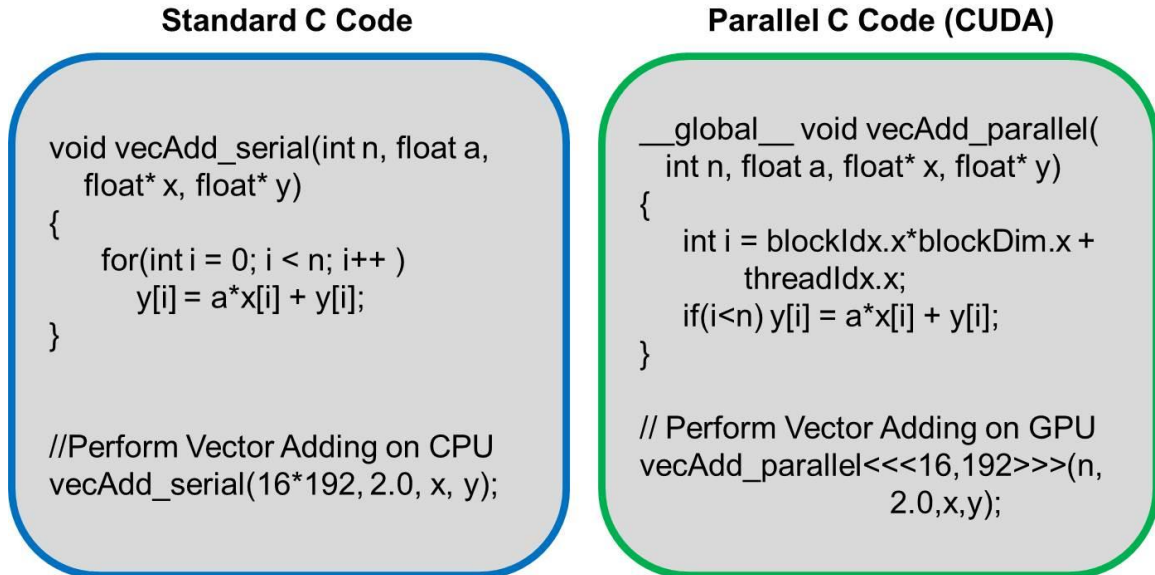 Standard C Code
void vecAdd_serial(int n, float a,
float* x, float* y)
{
for(int i = 0; i < n; i++ )
y[i] = a*x[i] + y[i];
}
//Perform Vector Adding on CPU
vecAdd_serial(16*192, 2.0, x, y);
Parallel C Code (CUDA)
__global__ void vecAdd_parallel(
int n, float a, float* x, float* y)
{
int i = blockIdx.x*blockDim.x +
threadIdx.x;
if(i<n) y[i] = a*x[i] + y[i];
}
// Perform Vector Adding on GPU
vecAdd_parallel<<<16,192>>>(n,
2.0,x,y);